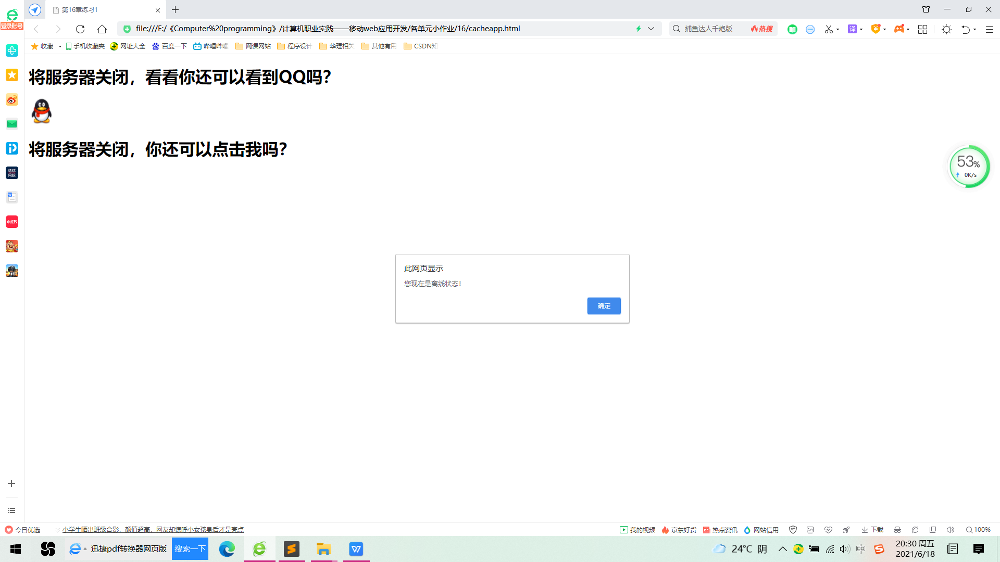 第16章练习1
登录账号
file:///E:/《Computer%20programming》/计算机职业实践——移动web应用开发/各单元小作业/16/cacheapp.html
捕鱼达人千炮版
热搜
译
收藏 手机收藏夹 网址大全 百度一下 哔哩哔哩 网课网站 程序设计 华理相关 其他有用 CSDN知
将服务器关闭，看看你还可以看到QQ吗？
将服务器关闭，你还可以点击我吗？
环球
网校
小红书
53%
0K/s
此网页显示
您现在是离线状态！
确定
今日优选 小学生晒出班级合影，颜值超高，网友却惊呼小女孩身后才是亮点
我的视频 京东好货 热点资讯 网站信用 下载 100%
迅捷pdf转换器网页版 搜索一下
24°C 阴
中
20:30 周五
2021/6/18